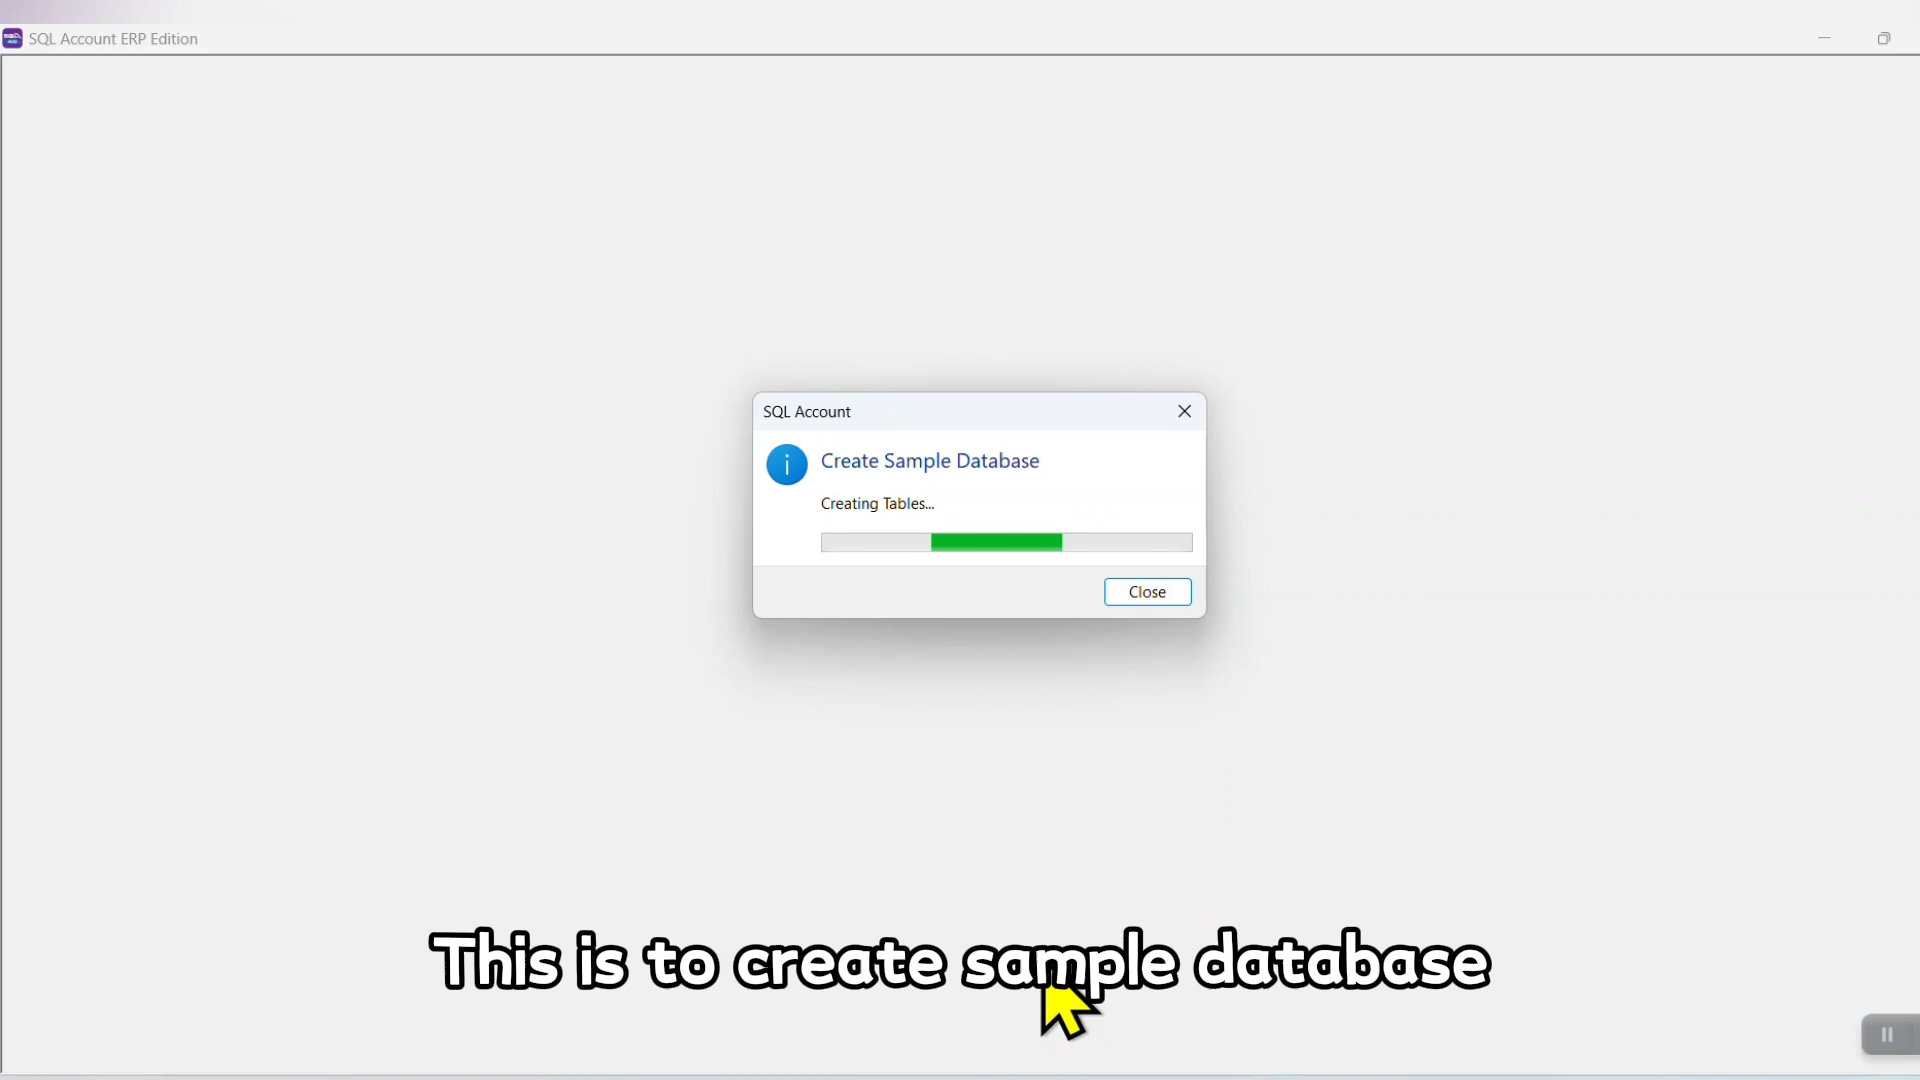 SQL Account ERP Edition
SQL Account
Create Sample Database
Creating Tables...
Close
This is to create sample database